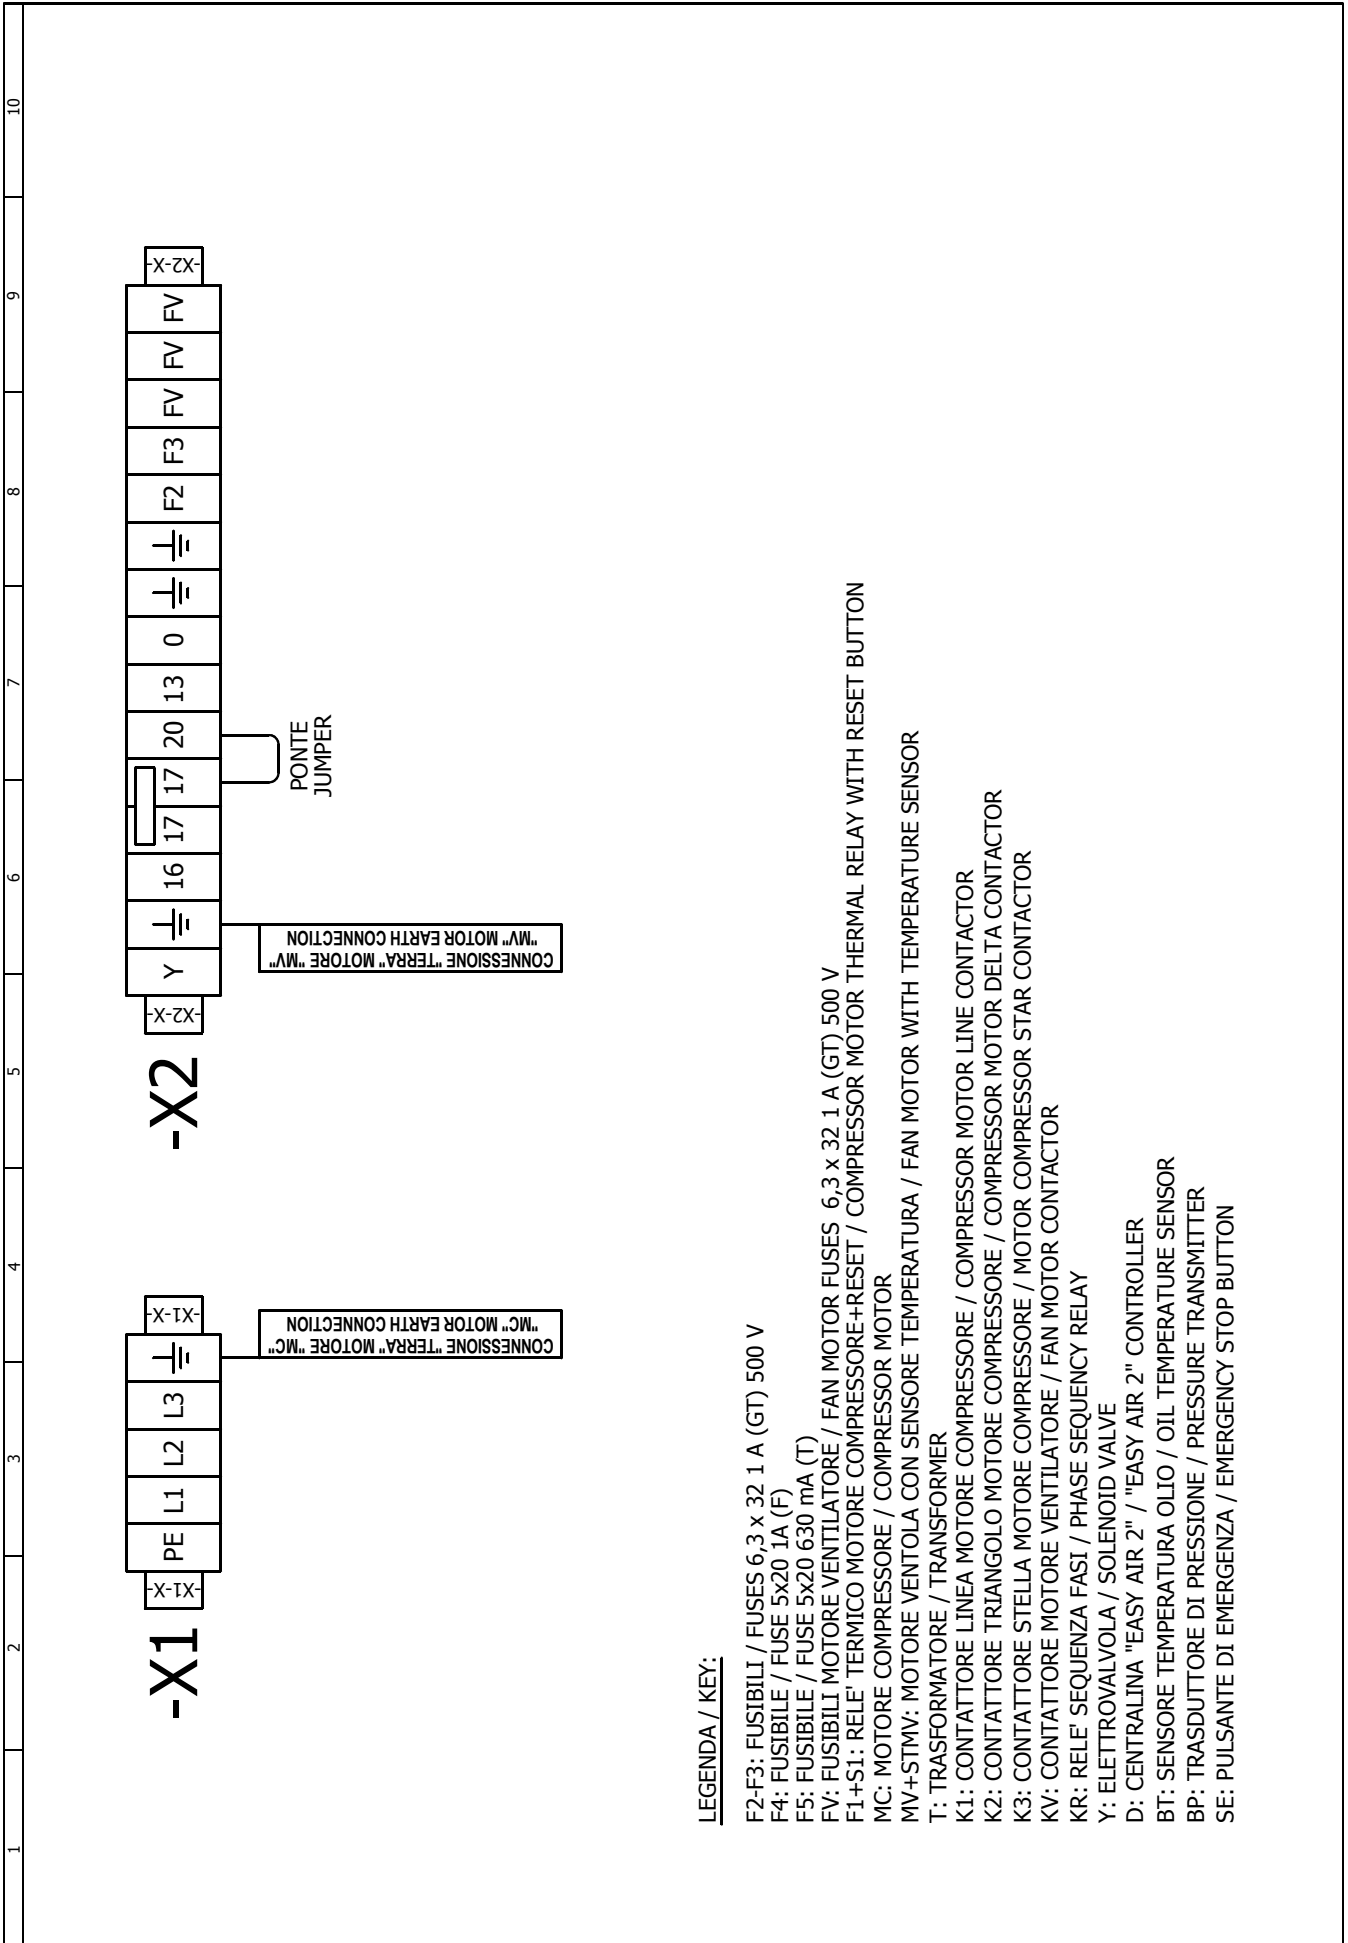 1 2 3 4 5 6 7 8 9 10
-X1
-X1-X-
PE L1 L2 L3
-X1-X-
CONNESSIONE "TERRA" MOTORE "MC"
"MC" MOTOR EARTH CONNECTION
-X2
-X2-X-
Y 16 17 17 20 13 0 F2 F3 FV FV FV
-X2-X-
CONNESSIONE "TERRA" MOTORE "MV"
"MV" MOTOR EARTH CONNECTION
PONTE
JUMPER
LEGENDA / KEY:
F2-F3: FUSIBILI / FUSES 6,3 x 32 1 A (GT) 500 V
F4: FUSIBILE / FUSE 5x20 1A (F)
F5: FUSIBILE / FUSE 5x20 630 mA (T)
FV: FUSIBILI MOTORE VENTILATORE / FAN MOTOR FUSES 6,3 x 32 1 A (GT) 500 V
F1+S1: RELE' TERMICO MOTORE COMPRESSORE+RESET / COMPRESSOR MOTOR THERMAL RELAY WITH RESET BUTTON
MC: MOTORE COMPRESSORE / COMPRESSOR MOTOR
MV+STMV: MOTORE VENTOLA CON SENSORE TEMPERATURA / FAN MOTOR WITH TEMPERATURE SENSOR
T: TRASFORMATORE / TRANSFORMER
K1: CONTATTORE LINEA MOTORE COMPRESSORE / COMPRESSOR MOTOR LINE CONTACTOR
K2: CONTATTORE TRIANGOLO MOTORE COMPRESSORE / COMPRESSOR MOTOR DELTA CONTACTOR
K3: CONTATTORE STELLA MOTORE COMPRESSORE / MOTOR COMPRESSOR STAR CONTACTOR
KV: CONTATTORE MOTORE VENTILATORE / FAN MOTOR CONTACTOR
KR: RELE' SEQUENZA FASI / PHASE SEQUENCY RELAY
Y: ELETTROVALVOLA / SOLENOID VALVE
D: CENTRALINA "EASY AIR 2" / "EASY AIR 2" CONTROLLER
BT: SENSORE TEMPERATURA OLIO / OIL TEMPERATURE SENSOR
BP: TRASDUTTORE DI PRESSIONE / PRESSURE TRANSMITTER
SE: PULSANTE DI EMERGENZA / EMERGENCY STOP BUTTON